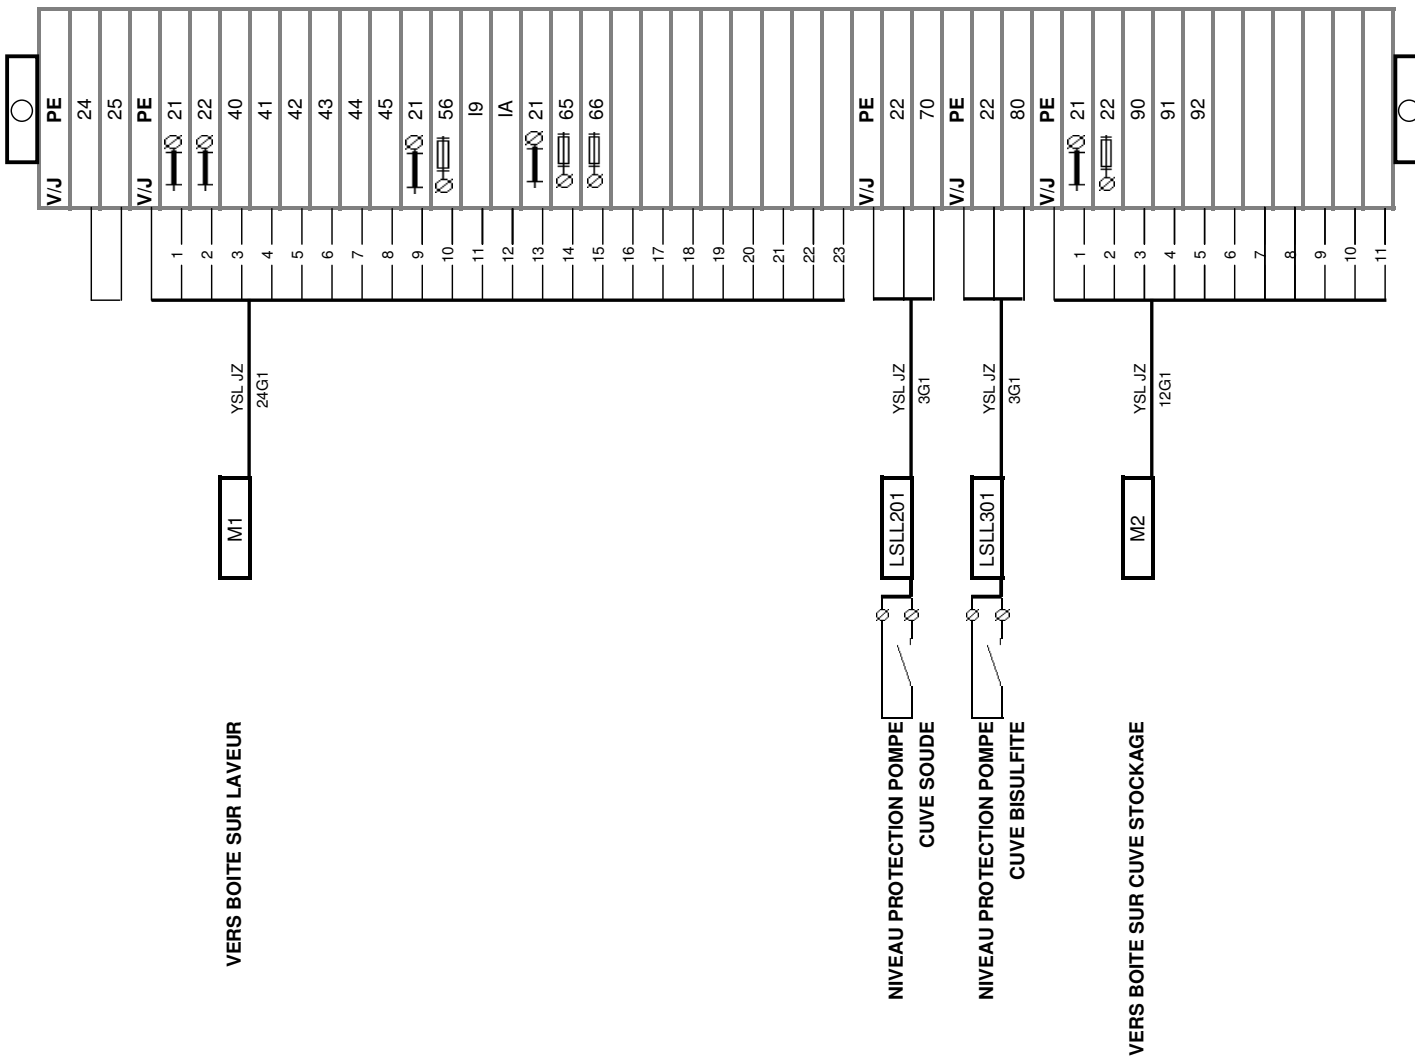 PE
24
25
PE
21
22
40
41
42
43
44
45
21
56
I9
IA
21
65
66
PE
22
70
PE
22
80
PE
21
22
90
91
92
V/J
V/J
V/J
V/J
V/J
1
2
3
4
5
6
7
8
9
10
11
12
13
14
15
16
17
18
19
20
21
22
23
1
2
3
4
5
6
7
8
9
10
11
YSL JZ
24G1
YSL JZ
3G1
YSL JZ
3G1
YSL JZ
12G1
M1
LSLL201
LSLL301
M2
VERS BOITE SUR LAVEUR
NIVEAU PROTECTION POMPE
CUVE SOUDE
NIVEAU PROTECTION POMPE
CUVE BISULFITE
VERS BOITE SUR CUVE STOCKAGE